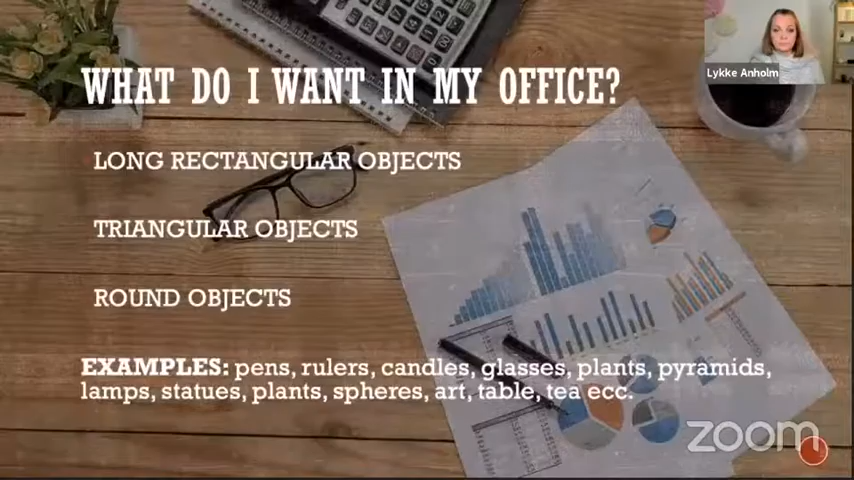 Lykke Anholm
WHAT DO I WANT IN MY OFFICE?
LONG RECTANGULAR OBJECTS
TRIANGULAR OBJECTS
ROUND OBJECTS
EXAMPLES: pens, rulers, candles, glasses, plants, pyramids,
lamps, statues, plants, spheres, art, table, tea ecc.
zoom